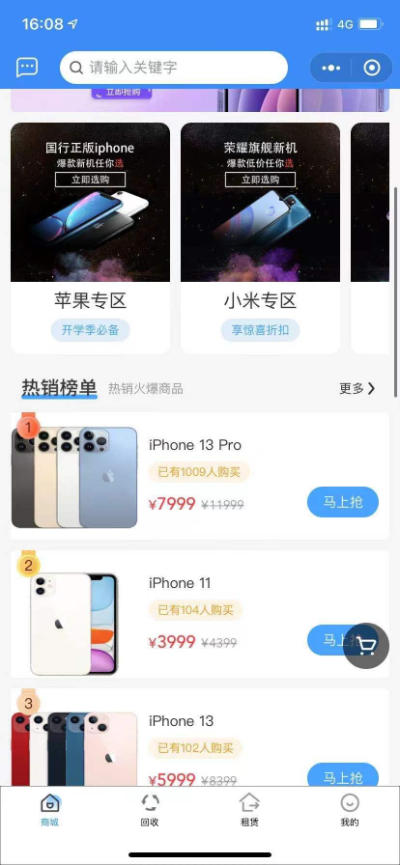 16:08
4G
请输入关键字
立即抢购
国行正版iphone
爆款新机任你选
立即选购
荣耀旗舰新机
爆款低价任你选
立即选购
苹果专区
开学季必备
小米专区
享惊喜折扣
热销榜单
热销火爆商品
更多
1
iPhone 13 Pro
已有1009人购买
¥7999 ¥11999
马上抢
2
iPhone 11
已有104人购买
¥3999 ¥4399
马上抢
3
iPhone 13
已有102人购买
¥5999 ¥8399
马上抢
商城
回收
租赁
我的